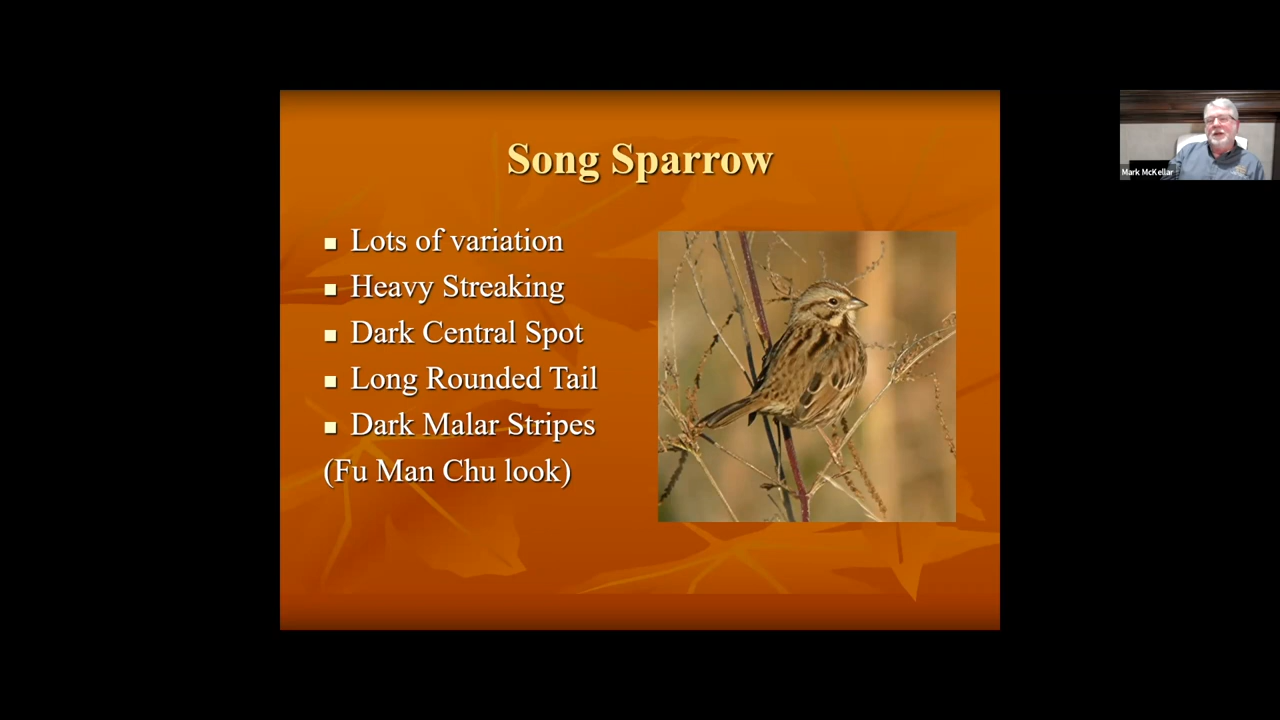 Song Sparrow
Lots of variation
Heavy Streaking
Dark Central Spot
Long Rounded Tail
Dark Malar Stripes
(Fu Man Chu look)
Mark McKellar